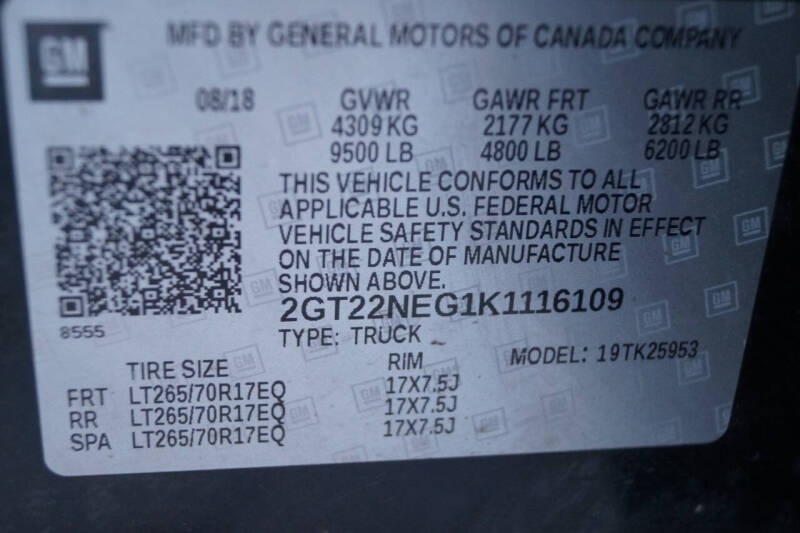 GM
MFD BY GENERAL MOTORS OF CANADA COMPANY
08/18 GVWR GAWR FRT GAWR RR
4309 KG 2177 KG 2812 KG
9500 LB 4800 LB 6200 LB
THIS VEHICLE CONFORMS TO ALL
APPLICABLE U.S. FEDERAL MOTOR
VEHICLE SAFETY STANDARDS IN EFFECT
ON THE DATE OF MANUFACTURE
SHOWN ABOVE.
2GT22NEG1K1116109
8555
TYPE: TRUCK
TIRE SIZE RIM MODEL: 19TK25953
FRT LT265/70R17EQ 17X7.5J
RR LT265/70R17EQ 17X7.5J
SPA LT265/70R17EQ 17X7.5J